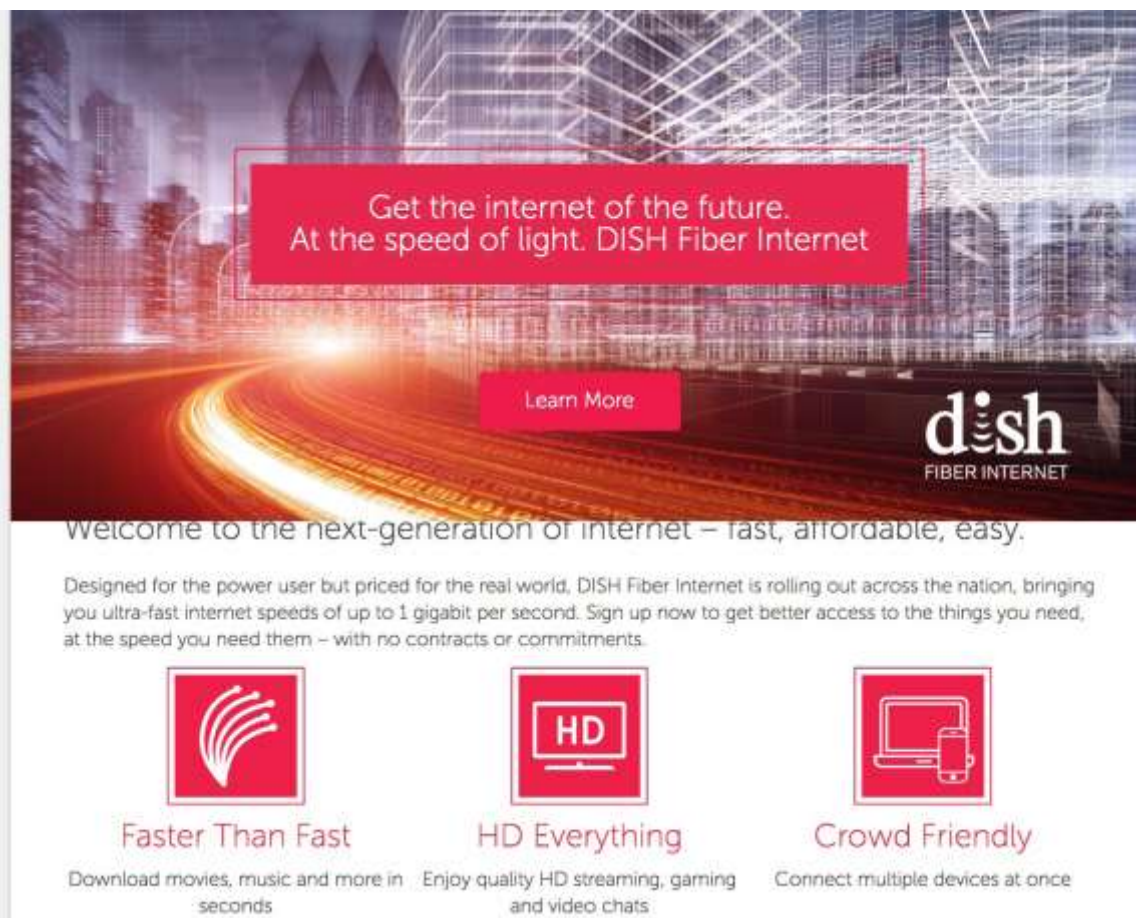 Get the internet of the future.
At the speed of light. DISH Fiber Internet
Learn More
dish
FIBER INTERNET
Welcome to the next-generation of internet – fast, affordable, easy.
Designed for the power user but priced for the real world, DISH Fiber Internet is rolling out across the nation, bringing
you ultra-fast internet speeds of up to 1 gigabit per second. Sign up now to get better access to the things you need,
at the speed you need them – with no contracts or commitments.
HD
Faster Than Fast
Download movies, music and more in
seconds
HD Everything
Enjoy quality HD streaming, gaming
and video chats
Crowd Friendly
Connect multiple devices at once